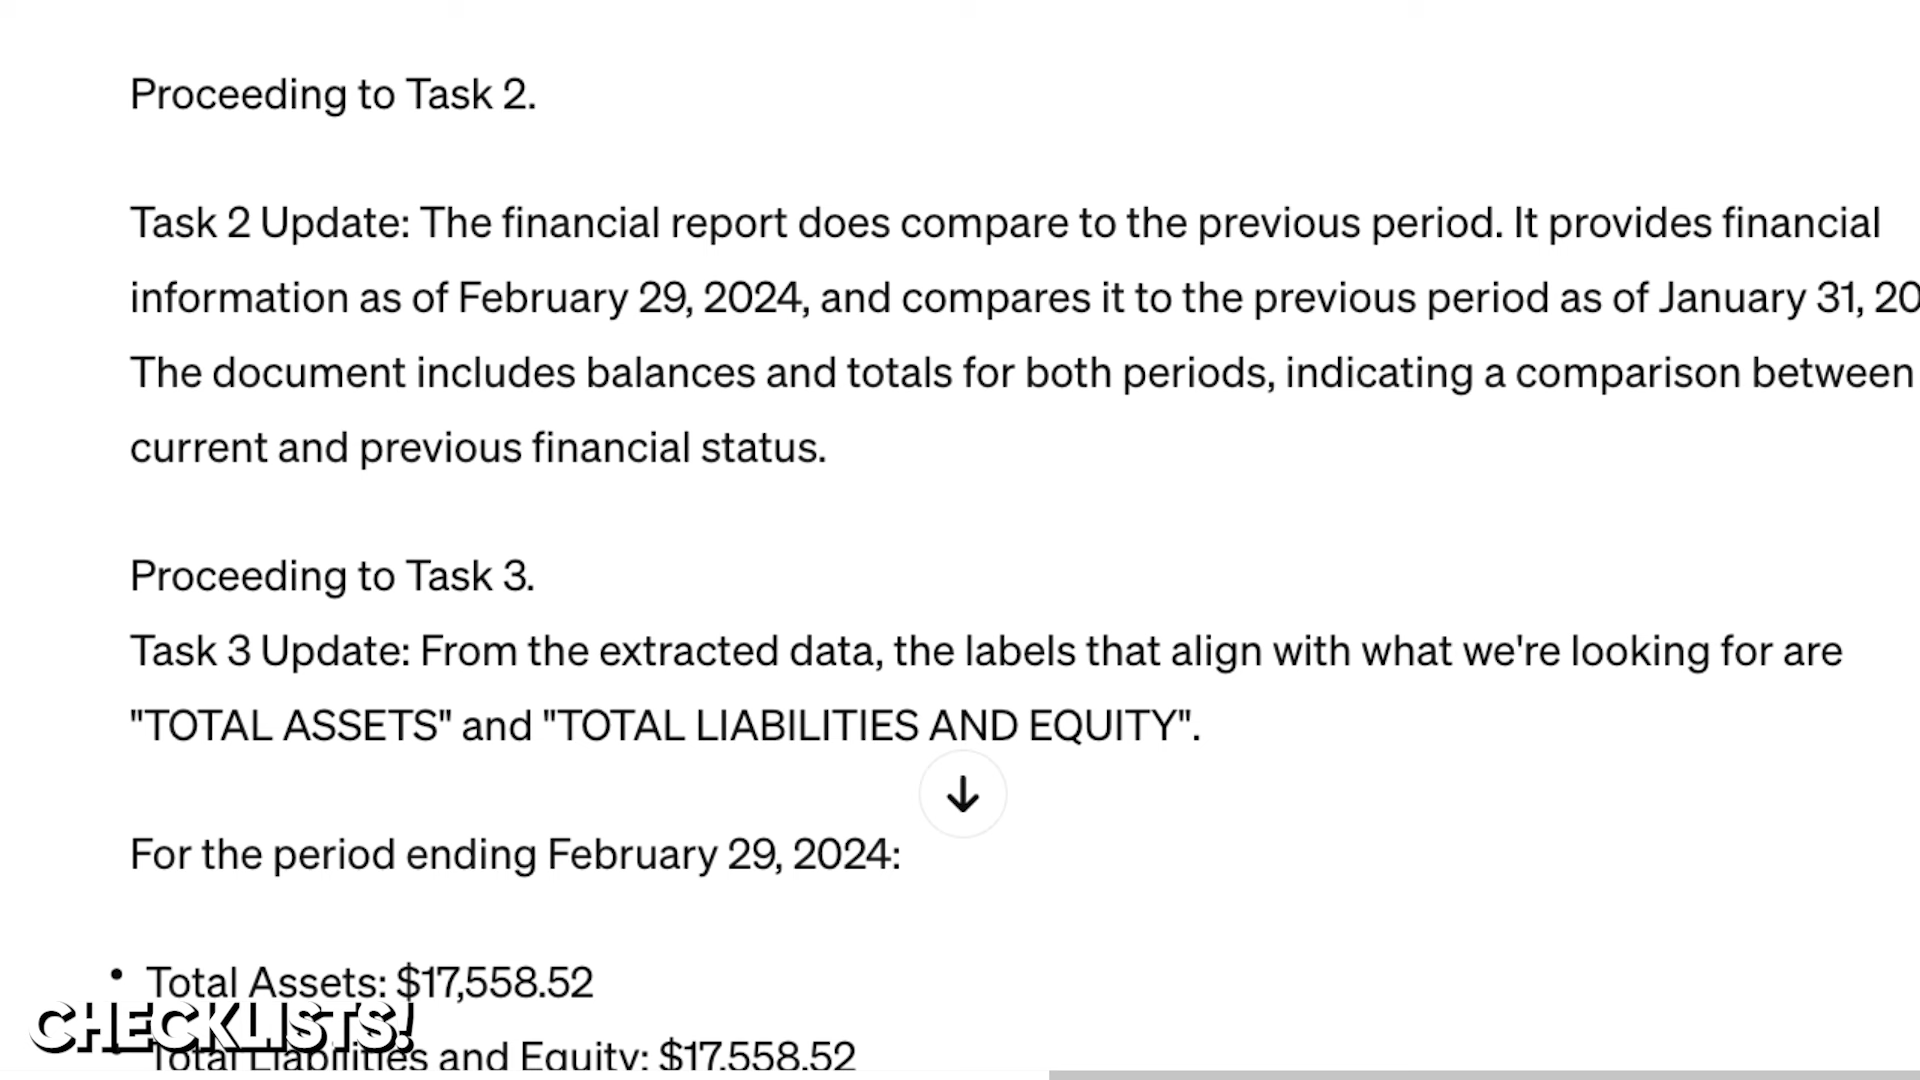 Proceeding to Task 2.
Task 2 Update: The financial report does compare to the previous period. It provides financial
information as of February 29, 2024, and compares it to the previous period as of January 31, 20
The document includes balances and totals for both periods, indicating a comparison between
current and previous financial status.
Proceeding to Task 3.
Task 3 Update: From the extracted data, the labels that align with what we're looking for are
"TOTAL ASSETS" and "TOTAL LIABILITIES AND EQUITY".
For the period ending February 29, 2024:
• Total Assets: $17,558.52
CHECKLISTS!
• Total Liabilities and Equity: $17,558.52